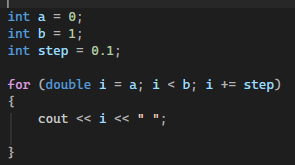 int a = 0;
int b = 1;
int step = 0.1;
for (double i = a; i < b; i += step)
{
cout << i << " ";
}